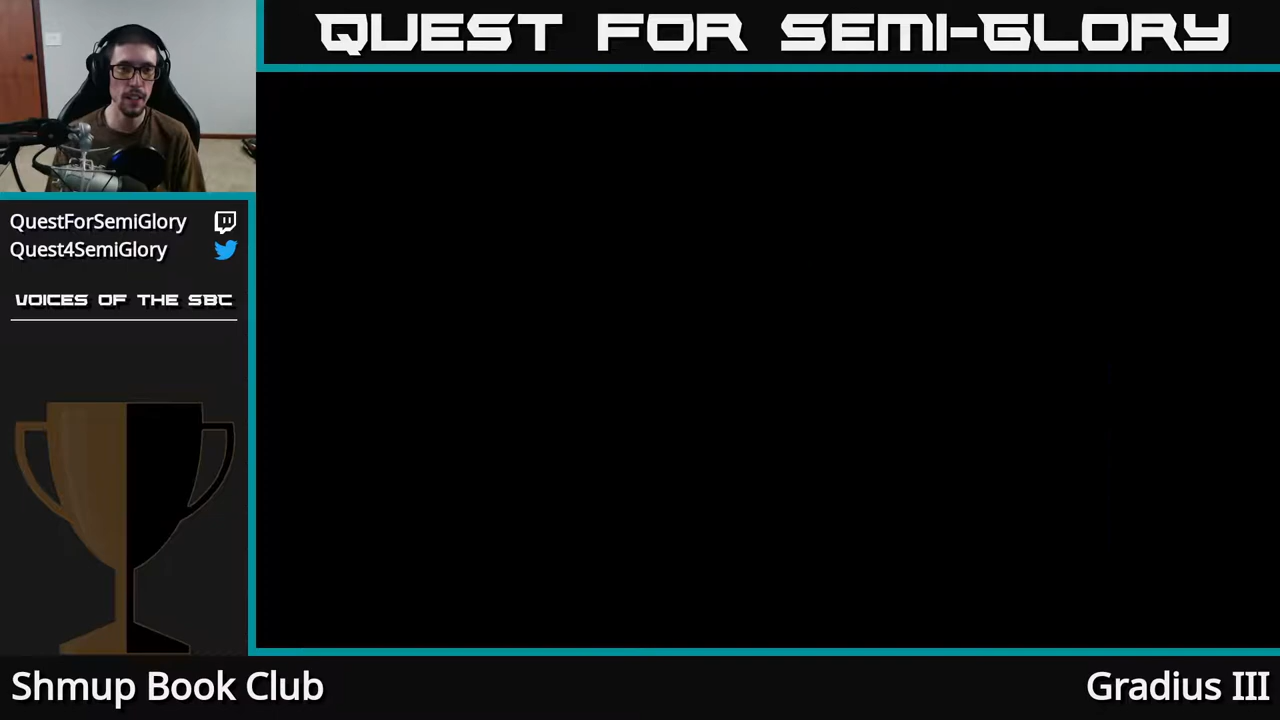 QUEST FOR SEMI-GLORY
QuestForSemiGlory
Quest4SemiGlory
VOICES OF THE SBC
Shmup Book Club
Gradius III